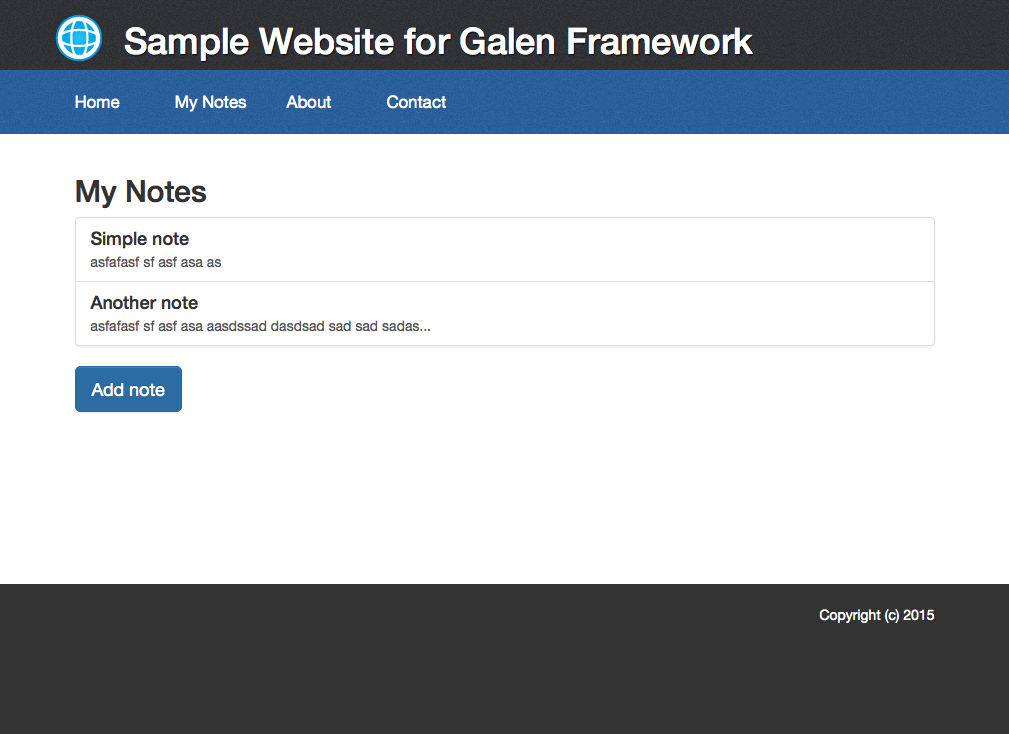 Sample Website for Galen Framework
Home My Notes About Contact
My Notes
Simple note
asfafasf sf asf asa as
Another note
asfafasf sf asf asa aasdssad dasdsad sad sad sadas...
Add note
Copyright (c) 2015